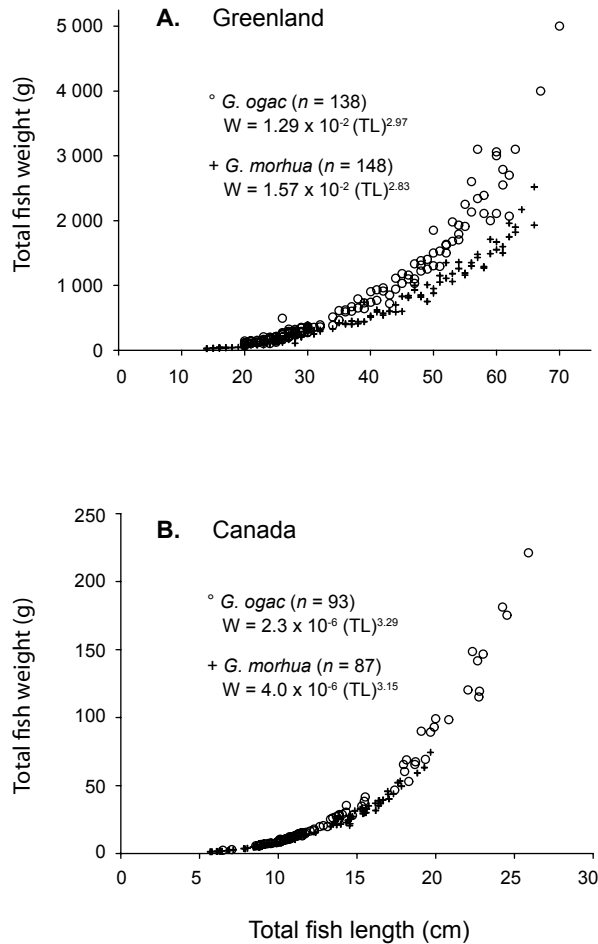 A. Greenland
5 000
4 000
3 000
2 000
1 000
0
Total fish weight (g)
° G. ogac (n = 138)
W = 1.29 x 10-2 (TL)2.97
+ G. morhua (n = 148)
W = 1.57 x 10-2 (TL)2.83
0 10 20 30 40 50 60 70
B. Canada
250
200
150
100
50
0
Total fish weight (g)
° G. ogac (n = 93)
W = 2.3 x 10-6 (TL)3.29
+ G. morhua (n = 87)
W = 4.0 x 10-6 (TL)3.15
0 5 10 15 20 25 30
Total fish length (cm)